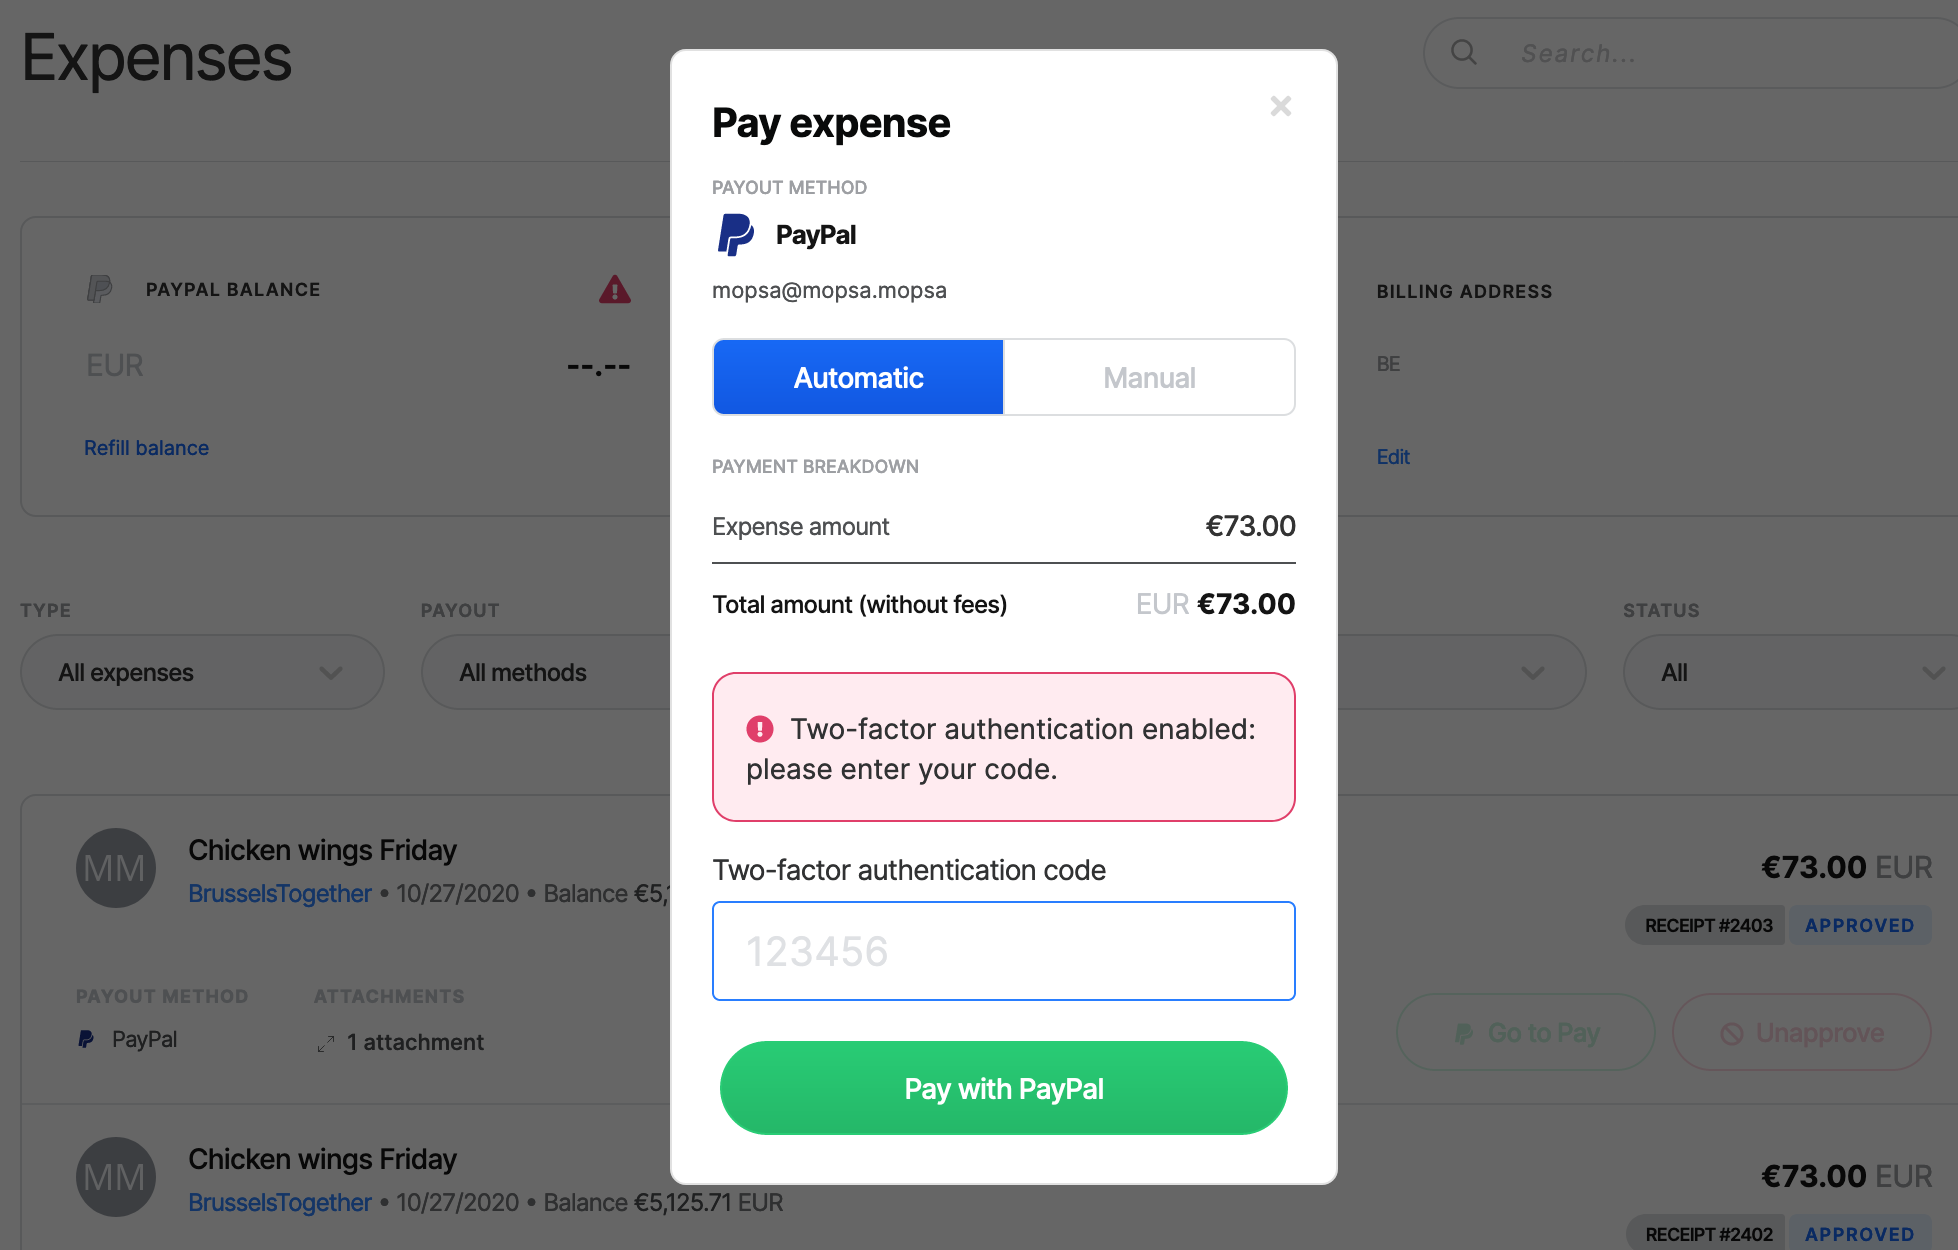 Expenses
Search...
Pay expense
PAYOUT METHOD
PayPal
mopsa@mopsa.mopsa
Automatic
Manual
PAYMENT BREAKDOWN
Expense amount €73.00
Total amount (without fees) EUR €73.00
Two-factor authentication enabled:
please enter your code.
Two-factor authentication code
123456
Pay with PayPal
PAYPAL BALANCE
EUR --.--
Refill balance
BILLING ADDRESS
BE
Edit
TYPE
All expenses
PAYOUT
All methods
STATUS
All
MM
Chicken wings Friday
BrusselsTogether • 10/27/2020 • Balance €5,1
€73.00 EUR
RECEIPT #2403 APPROVED
PAYOUT METHOD
PayPal
ATTACHMENTS
1 attachment
Go to Pay
Unapprove
MM
Chicken wings Friday
BrusselsTogether • 10/27/2020 • Balance €5,125.71 EUR
€73.00 EUR
RECEIPT #2402 APPROVED